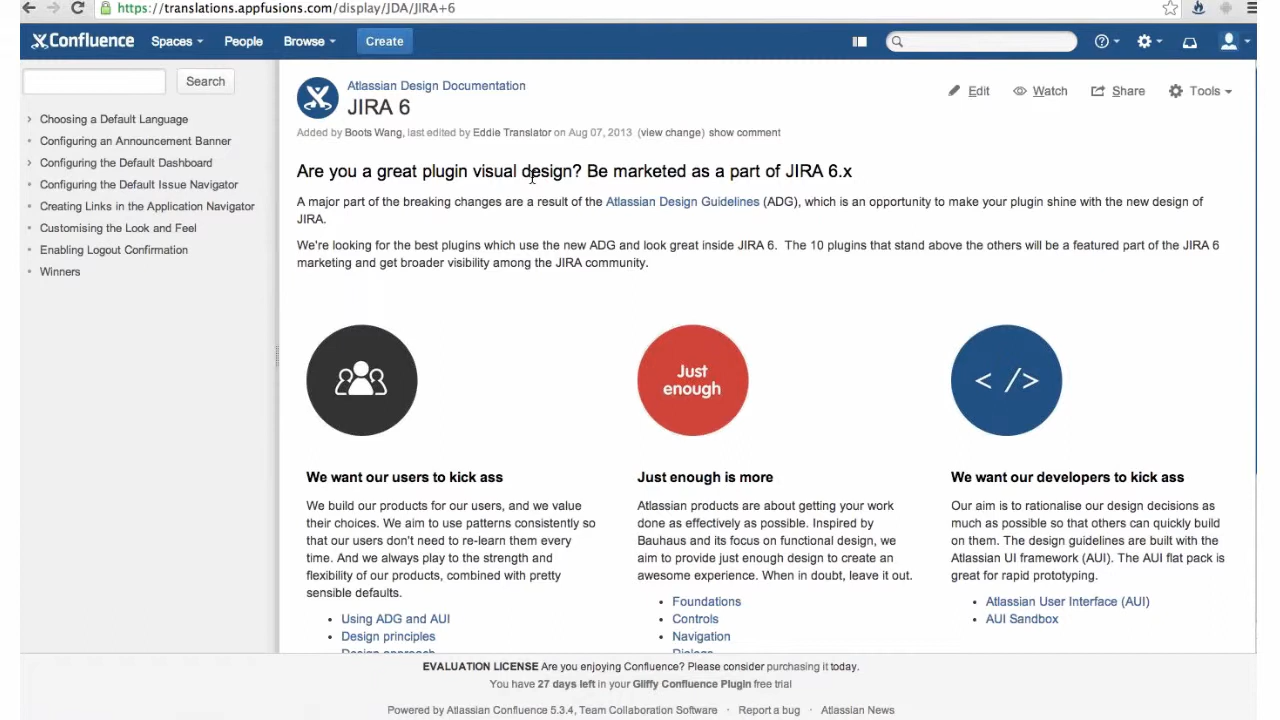 https://translations.appfusions.com/display/JDA/JIRA+6
Confluence Spaces People Browse Create
Search
Choosing a Default Language
Configuring an Announcement Banner
Configuring the Default Dashboard
Configuring the Default Issue Navigator
Creating Links in the Application Navigator
Customising the Look and Feel
Enabling Logout Confirmation
Winners
Atlassian Design Documentation
JIRA 6
Edit Watch Share Tools
Added by Boots Wang, last edited by Eddie Translator on Aug 07, 2013 (view change) show comment
Are you a great plugin visual design? Be marketed as a part of JIRA 6.x
A major part of the breaking changes are a result of the Atlassian Design Guidelines (ADG), which is an opportunity to make your plugin shine with the new design of
JIRA.
We're looking for the best plugins which use the new ADG and look great inside JIRA 6. The 10 plugins that stand above the others will be a featured part of the JIRA 6
marketing and get broader visibility among the JIRA community.
We want our users to kick ass
We build our products for our users, and we value
their choices. We aim to use patterns consistently so
that our users don't need to re-learn them every
time. And we always play to the strength and
flexibility of our products, combined with pretty
sensible defaults.
• Using ADG and AUI
• Design principles
• Design approach
Just
enough
Just enough is more
Atlassian products are about getting your work
done as effectively as possible. Inspired by
Bauhaus and its focus on functional design, we
aim to provide just enough design to create an
awesome experience. When in doubt, leave it out.
• Foundations
• Controls
• Navigation
• Dialogs
< />
We want our developers to kick ass
Our aim is to rationalise our design decisions as
much as possible so that others can quickly build
on them. The design guidelines are built with the
Atlassian UI framework (AUI). The AUI flat pack is
great for rapid prototyping.
• Atlassian User Interface (AUI)
• AUI Sandbox
EVALUATION LICENSE Are you enjoying Confluence? Please consider purchasing it today.
You have 27 days left in your Gliffy Confluence Plugin free trial
Powered by Atlassian Confluence 5.3.4, Team Collaboration Software · Report a bug · Atlassian News